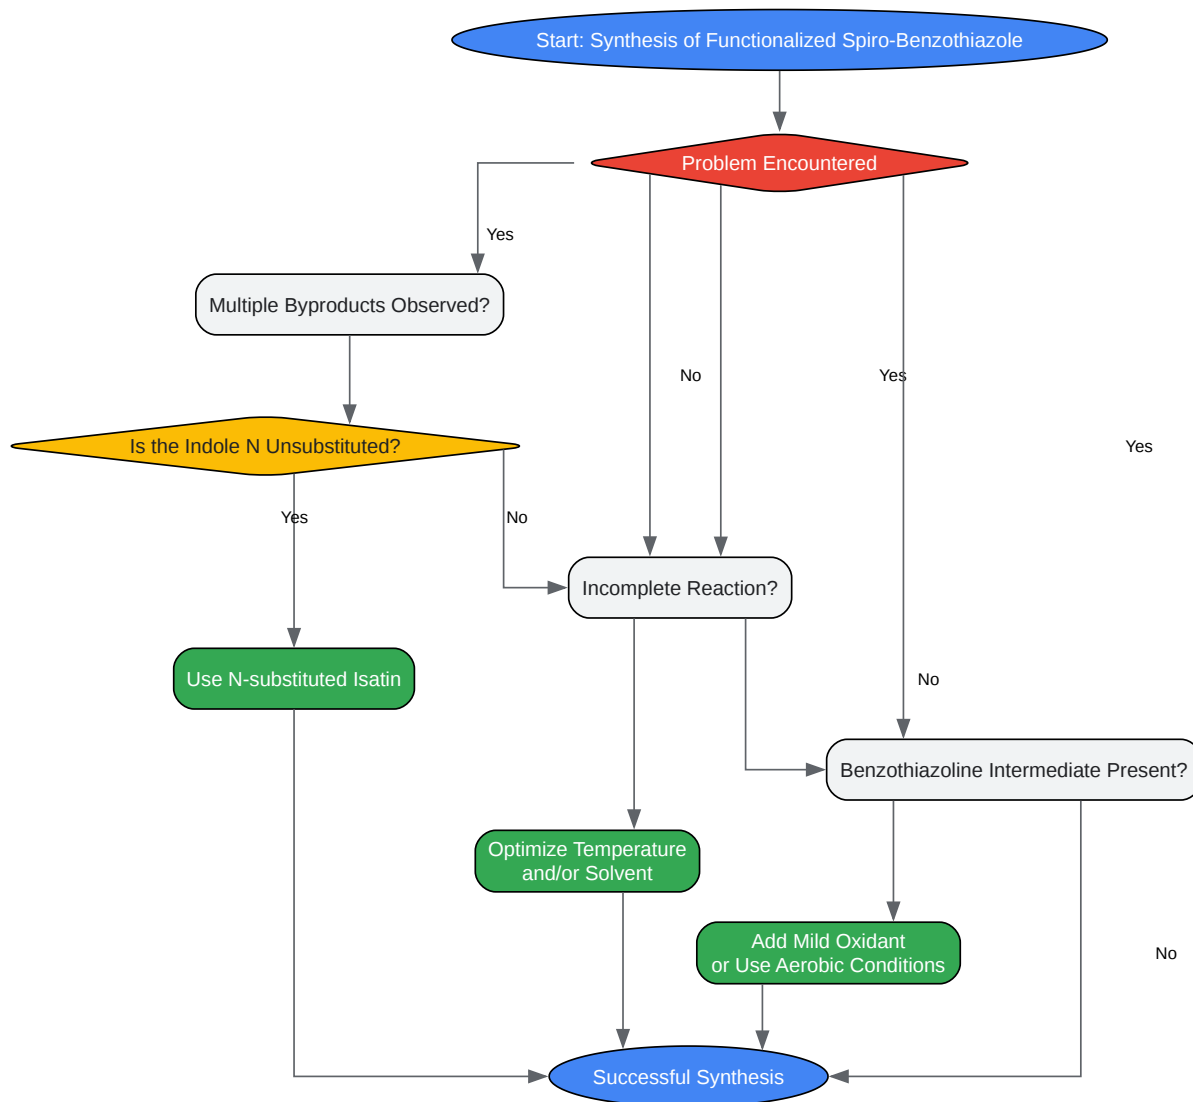 Start: Synthesis of Functionalized Spiro-Benzothiazole
Problem Encountered
Yes
Multiple Byproducts Observed?
No
Yes
Is the Indole N Unsubstituted?
Yes
Yes
No
Incomplete Reaction?
Use N-substituted Isatin
No
Benzothiazoline Intermediate Present?
Optimize Temperature
and/or Solvent
Add Mild Oxidant
or Use Aerobic Conditions
No
Successful Synthesis